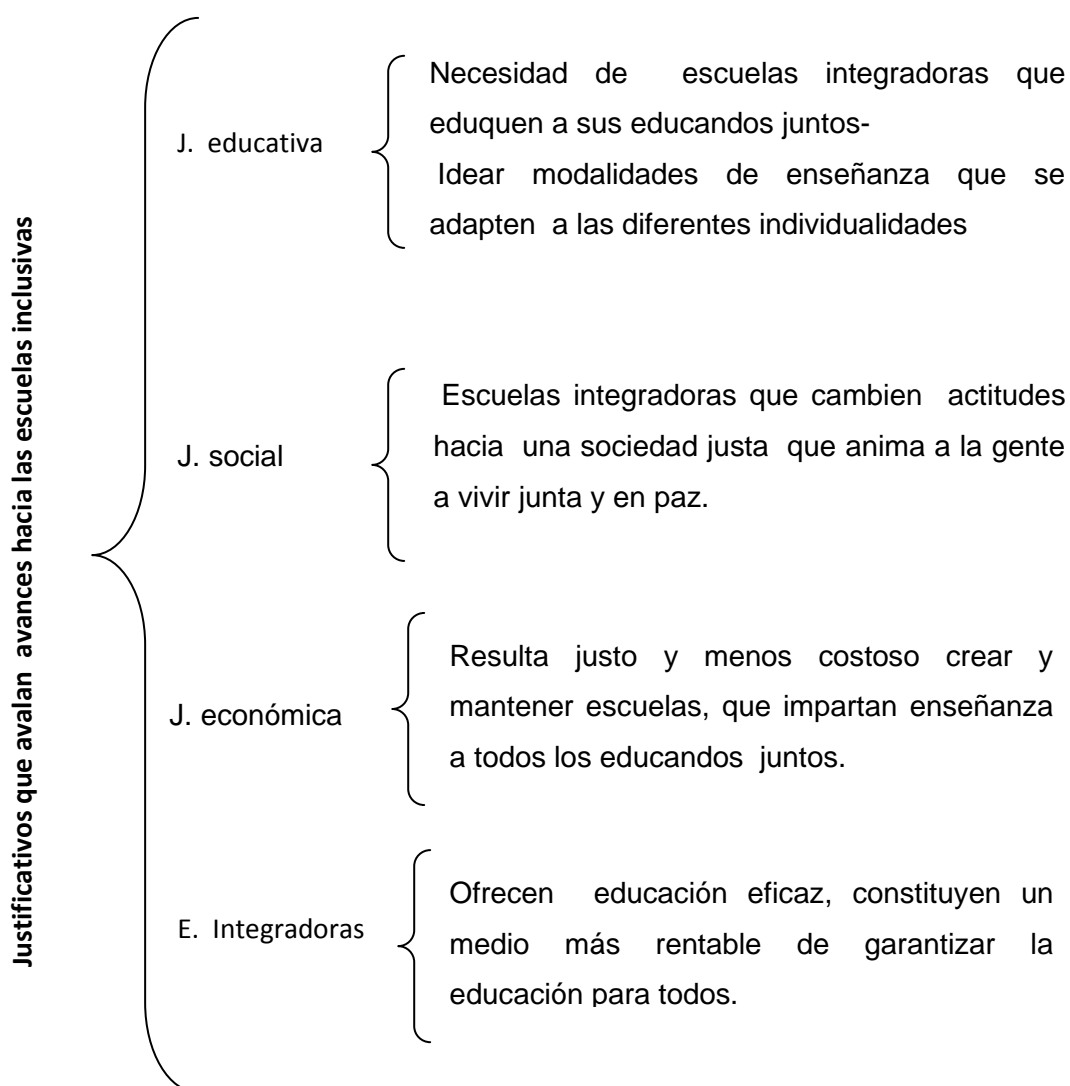 Justificativos que avalan avances hacia las escuelas inclusivas
J. educativa
Necesidad de escuelas integradoras que
eduquen a sus educandos juntos-
Idear modalidades de enseñanza que se
adapten a las diferentes individualidades
J. social
Escuelas integradoras que cambien actitudes
hacia una sociedad justa que anima a la gente
a vivir junta y en paz.
J. económica
Resulta justo y menos costoso crear y
mantener escuelas, que impartan enseñanza
a todos los educandos juntos.
E. Integradoras
Ofrecen educación eficaz, constituyen un
medio más rentable de garantizar la
educación para todos.